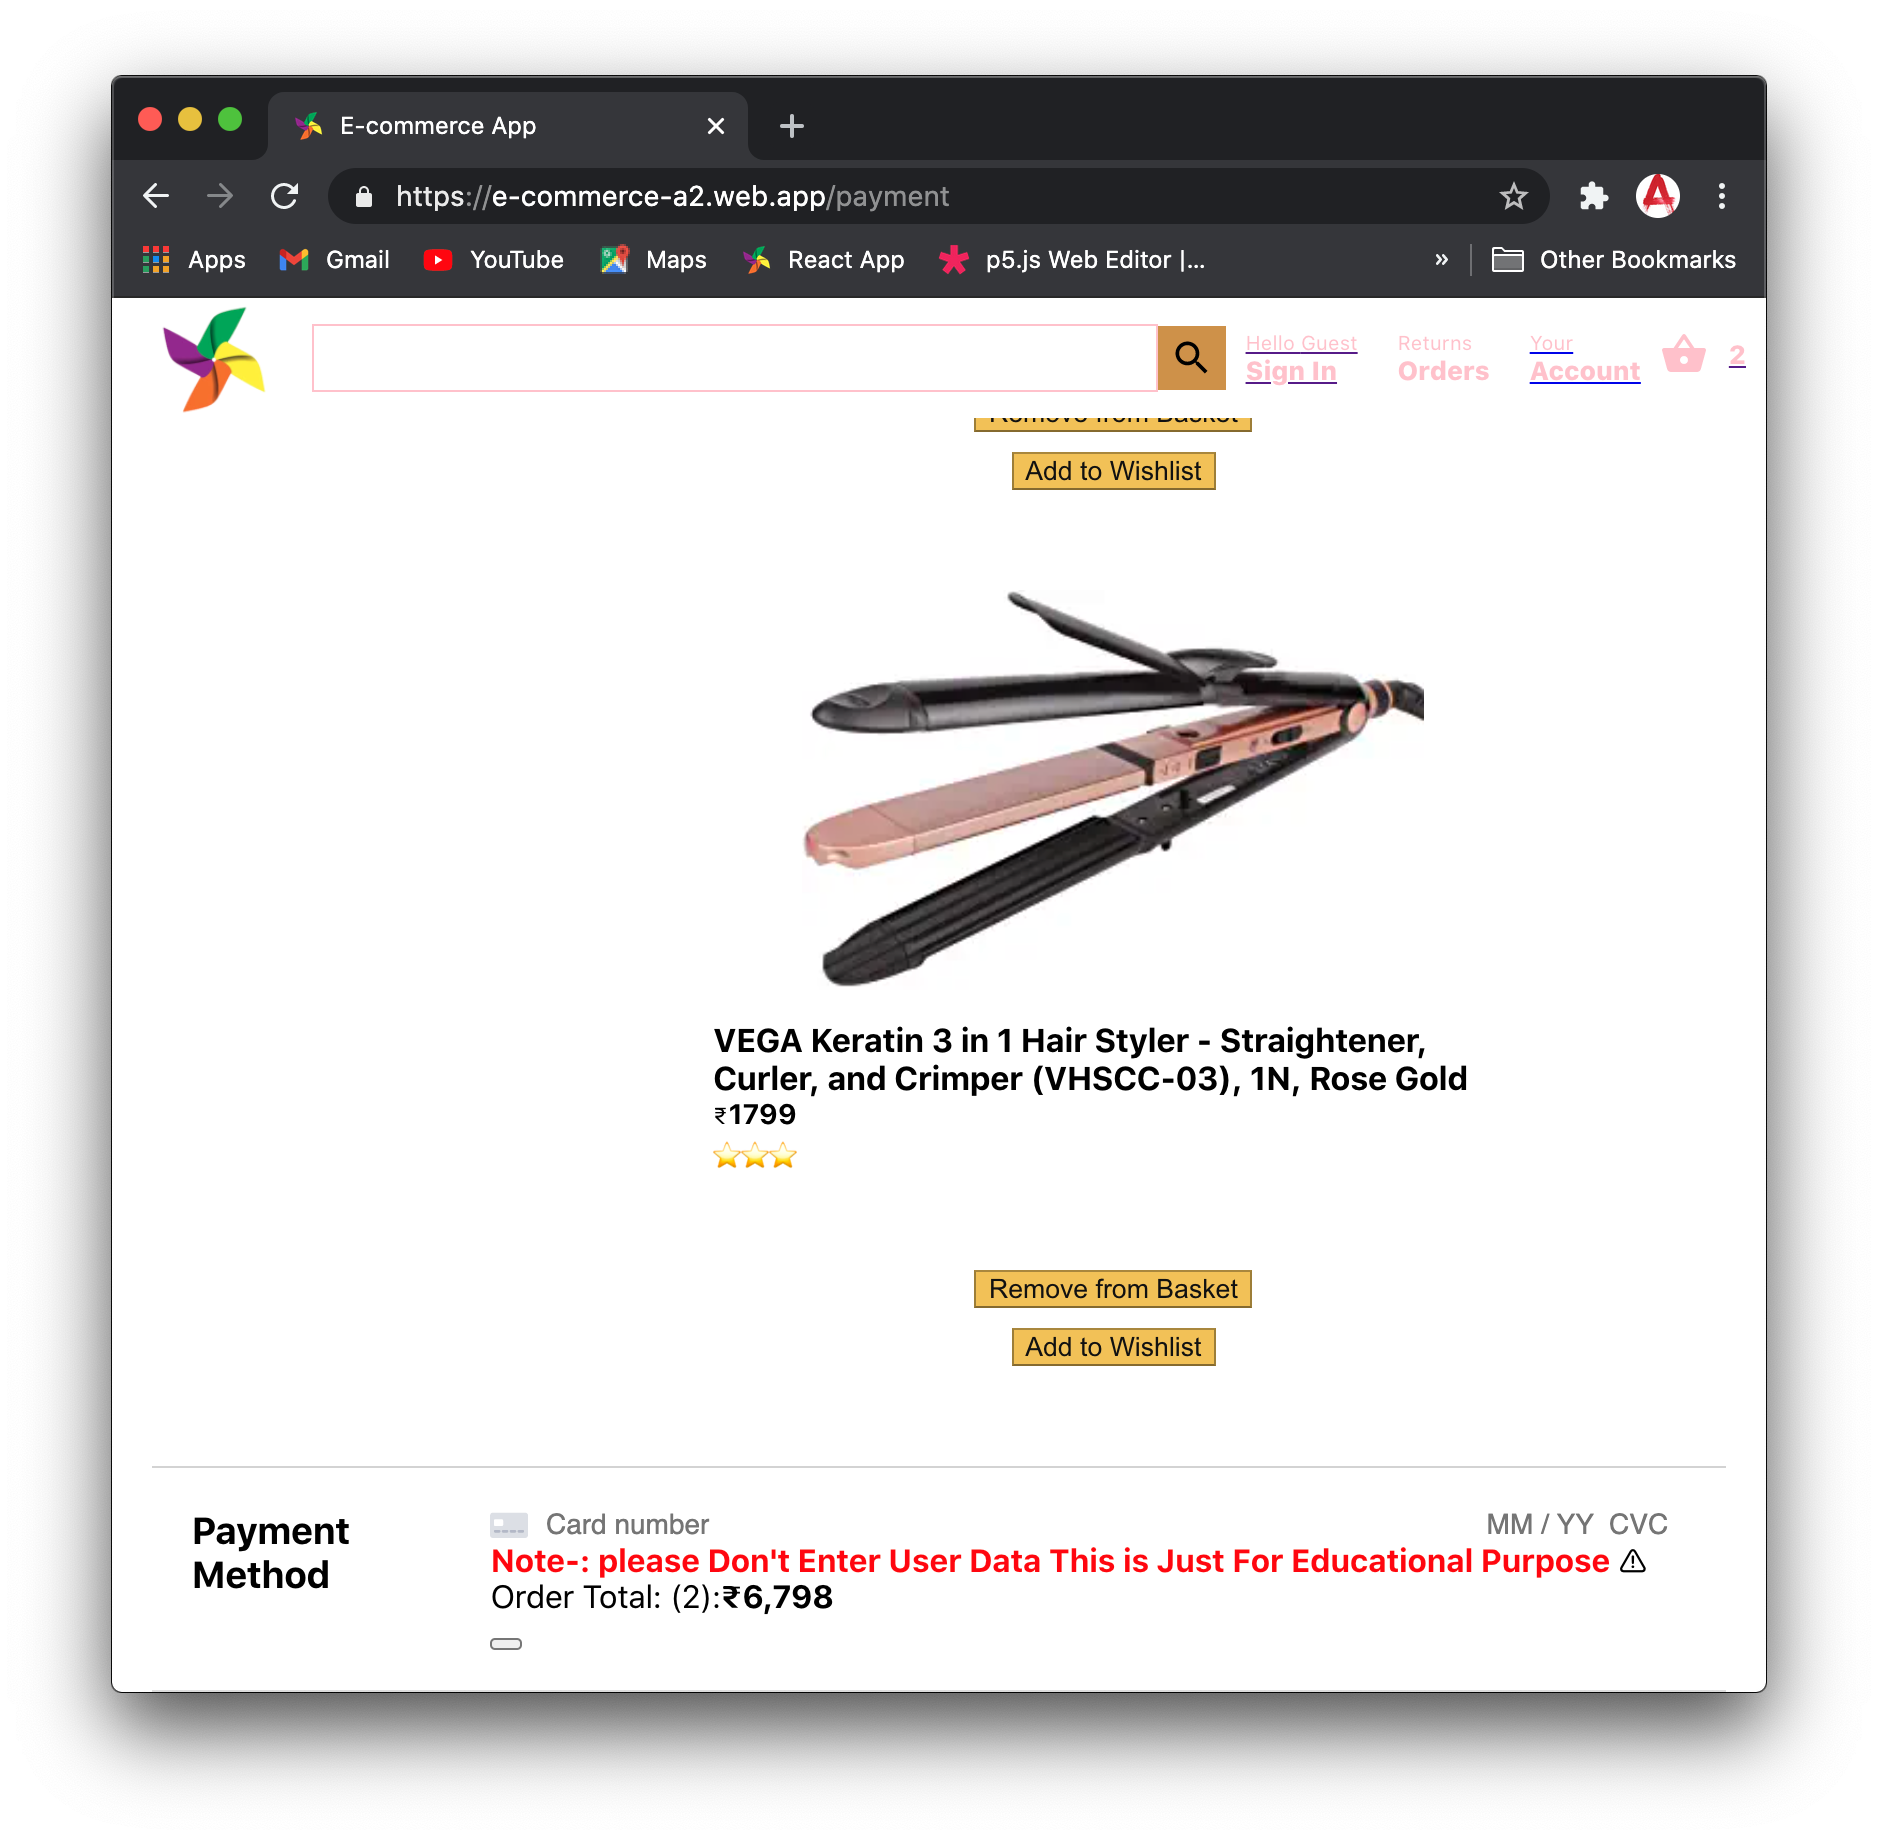 E-commerce App
https://e-commerce-a2.web.app/payment
Apps Gmail YouTube Maps React App p5.js Web Editor |... » Other Bookmarks
Hello Guest Returns Your
Sign In Orders Account 2
Remove from Basket
Add to Wishlist
VEGA Keratin 3 in 1 Hair Styler - Straightener,
Curler, and Crimper (VHSCC-03), 1N, Rose Gold
₹1799
Remove from Basket
Add to Wishlist
Payment
Method
Card number MM / YY CVC
Note-: please Don't Enter User Data This is Just For Educational Purpose ⚠
Order Total: (2):₹6,798